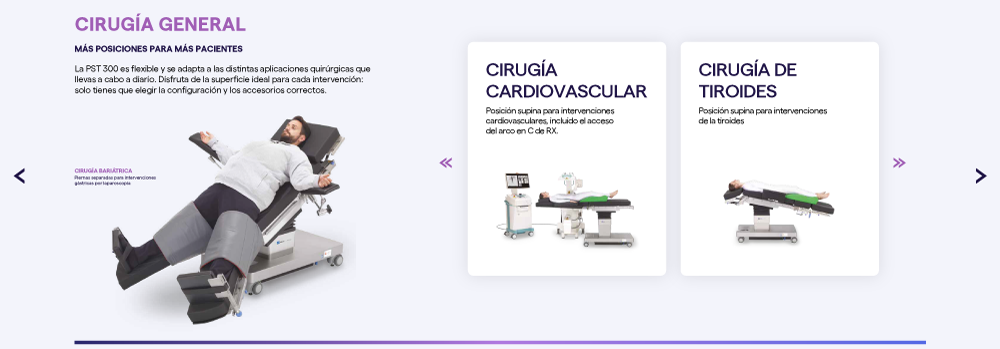 CIRUGÍA GENERAL
MÁS POSICIONES PARA MÁS PACIENTES
La PST 300 es flexible y se adapta a las distintas aplicaciones quirúrgicas que
llevas a cabo a diario. Disfruta de la superficie ideal para cada intervención:
solo tienes que elegir la configuración y los accesorios correctos.
CIRUGÍA BARIÁTRICA
Piernas separadas para intervenciones
gástricas por laparoscopia
CIRUGÍA
CARDIOVASCULAR
Posición supina para intervenciones
cardiovasculares, incluido el acceso
del arco en C de RX.
CIRUGÍA DE
TIROIDES
Posición supina para intervenciones
de la tiroides